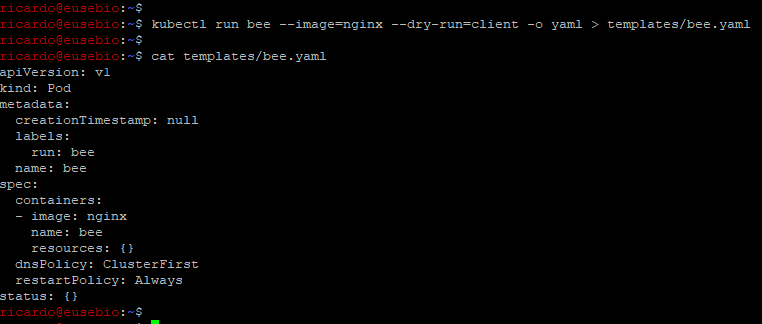 ricardo@eusebio:~$
ricardo@eusebio:~$ kubectl run bee --image=nginx --dry-run=client -o yaml > templates/bee.yaml
ricardo@eusebio:~$
ricardo@eusebio:~$ cat templates/bee.yaml
apiVersion: v1
kind: Pod
metadata:
  creationTimestamp: null
  labels:
    run: bee
  name: bee
spec:
  containers:
  - image: nginx
    name: bee
    resources: {}
  dnsPolicy: ClusterFirst
  restartPolicy: Always
status: {}
ricardo@eusebio:~$
ricardo@eusebio:~$